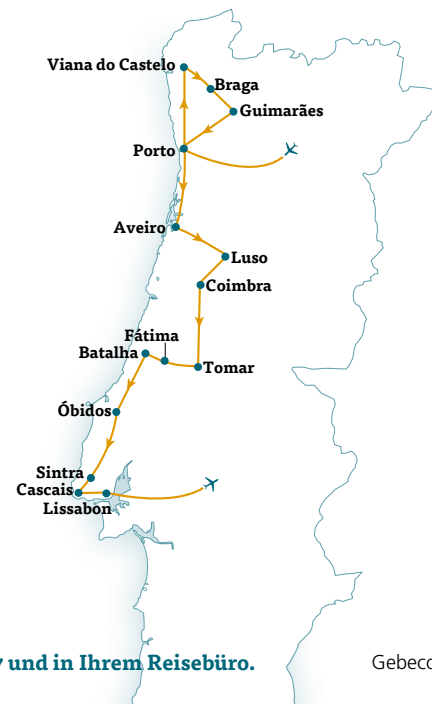 Viana do Castelo
Braga
Guimarães
Porto
Aveiro
Luso
Coimbra
Fátima
Batalha
Tomar
Óbidos
Sintra
Cascais
Lissabon
und in Ihrem Reisebüro.